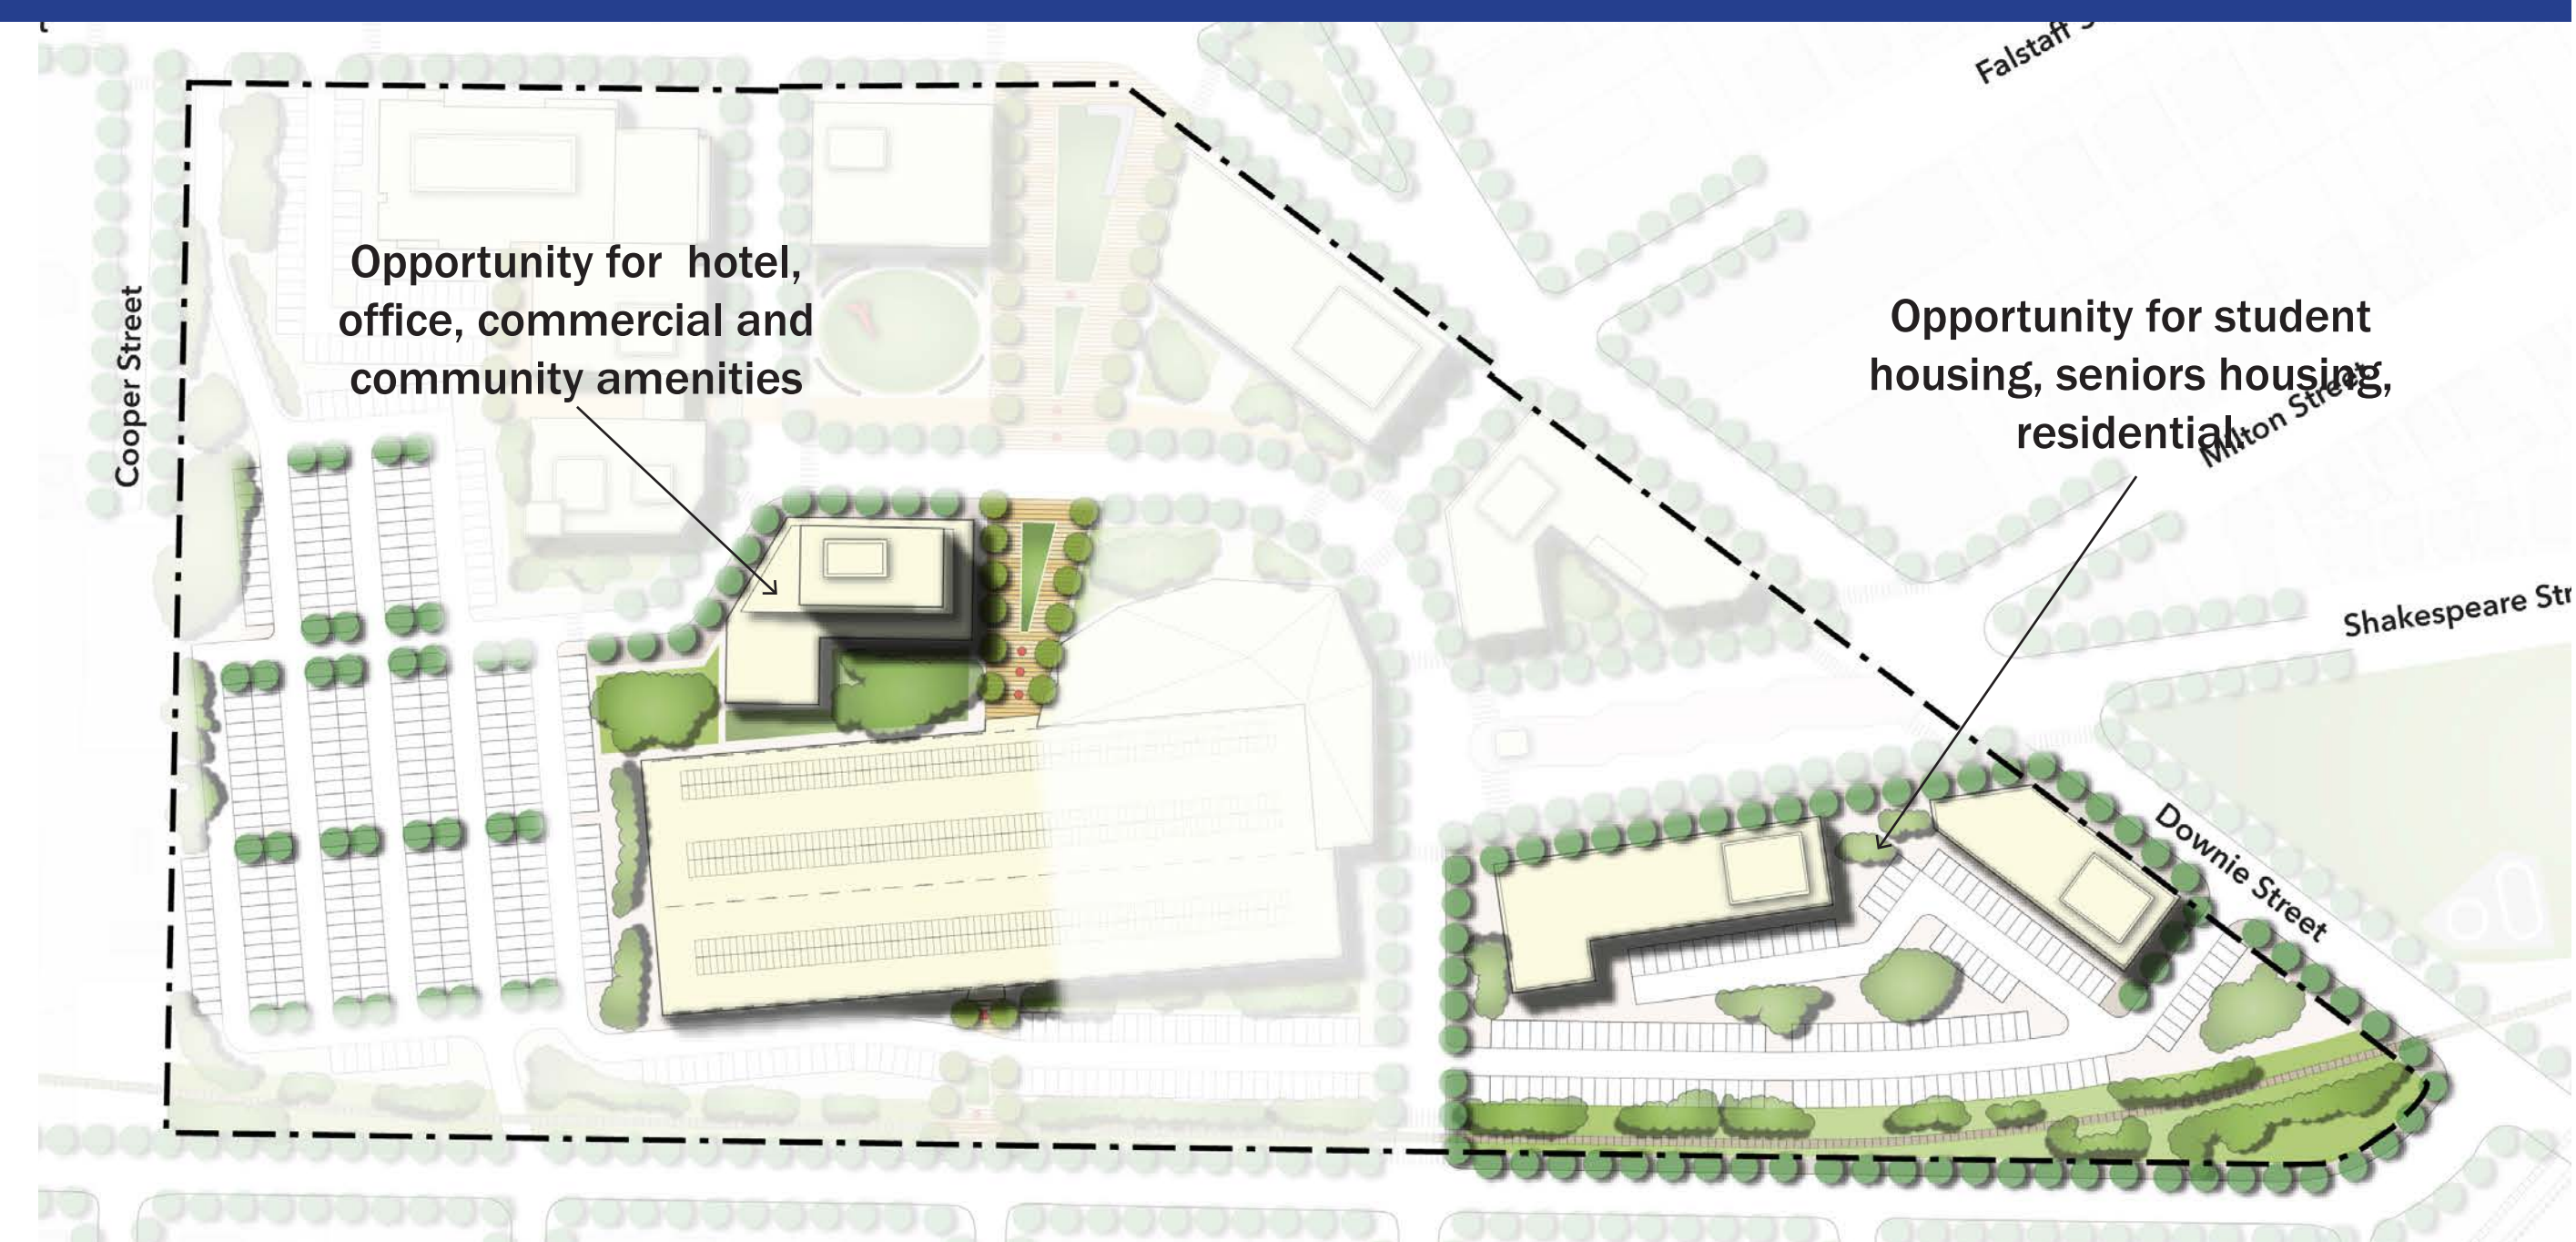 Falstaff
Opportunity for hotel,
office, commercial and
community amenities
Cooper Street
Opportunity for student
housing, seniors housing,
residential.
Milton Street
Shakespeare Str
Downie Street